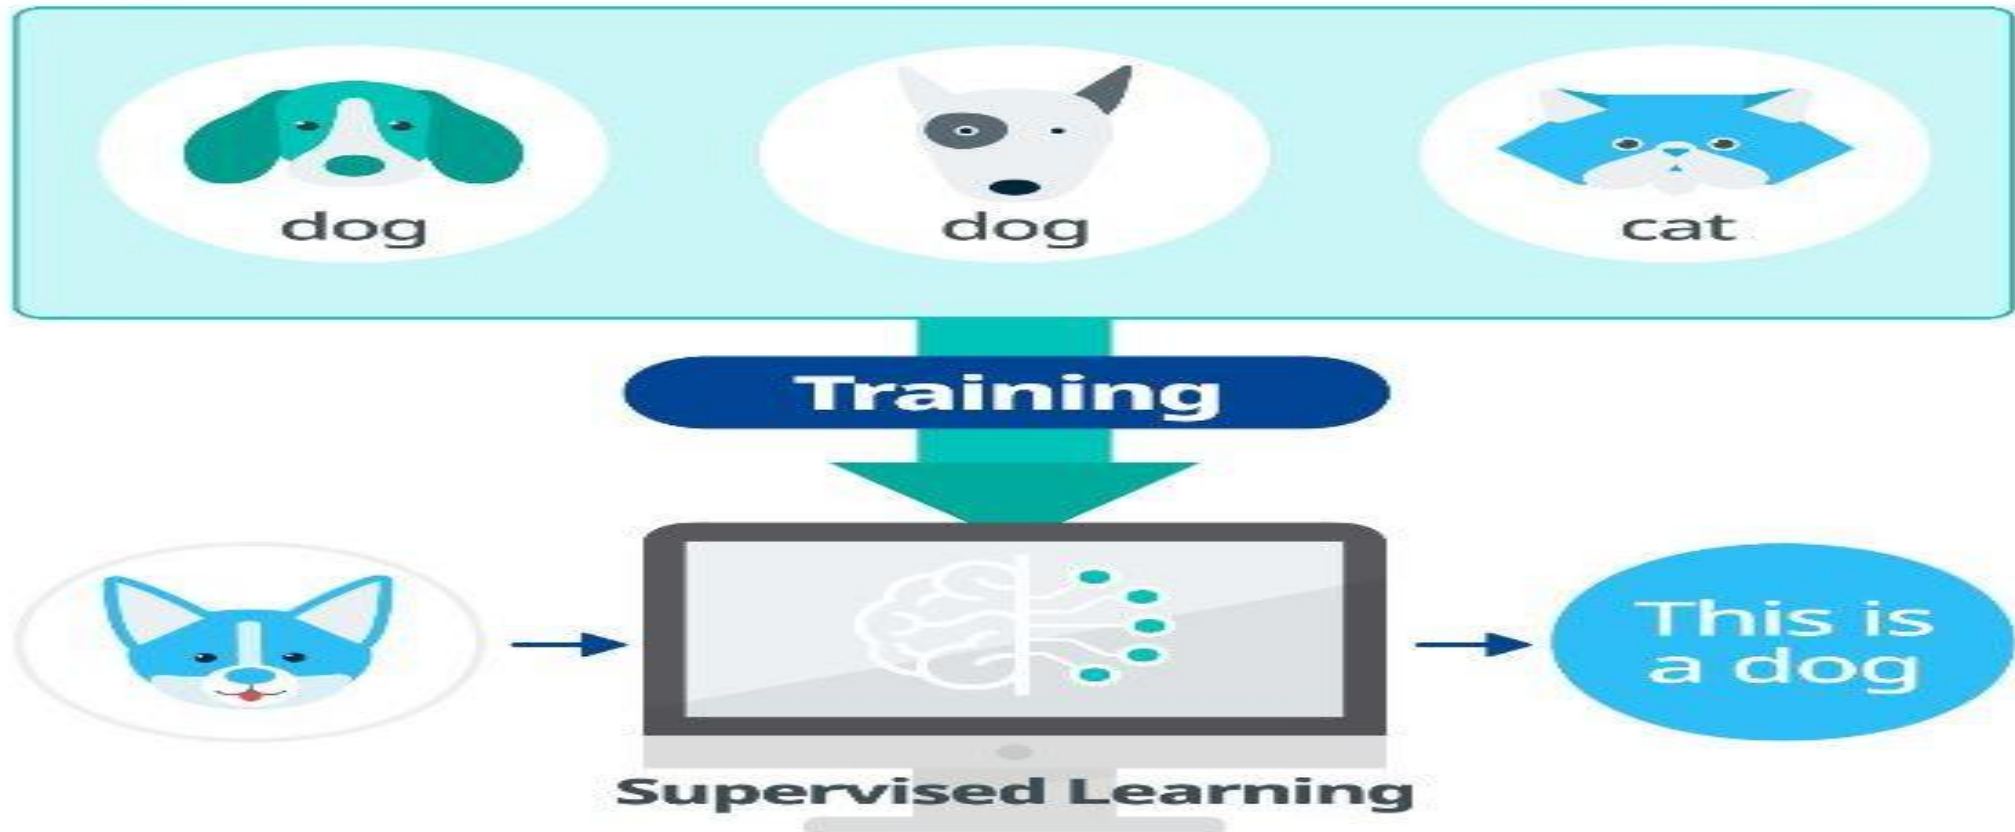 dog
dog
cat
Training
This is
a dog
Supervised Learning